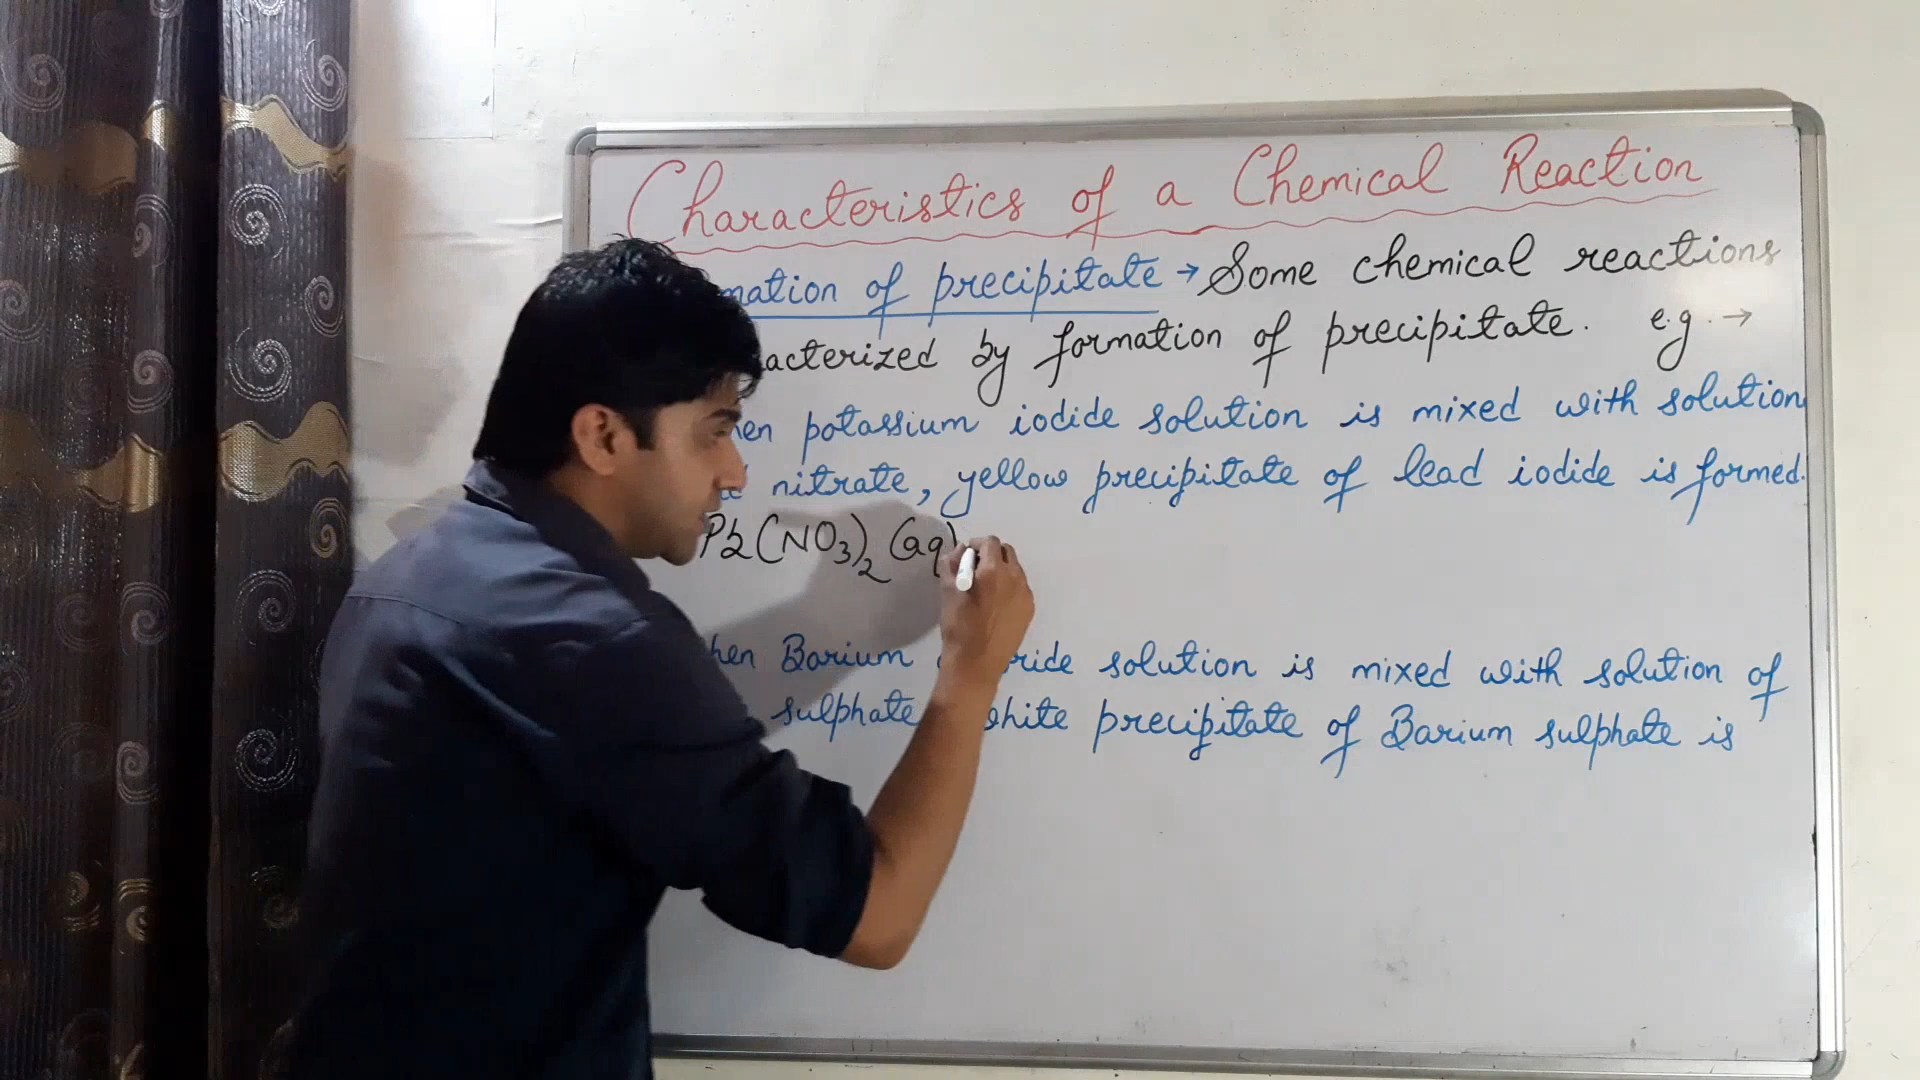 Characteristics of a Chemical Reaction
mation of precipitate → Some chemical reactions
acterized by formation of precipitate. e.g. →
en potassium iodide solution is mixed with solution
nitrate, yellow precipitate of lead iodide is formed.
Pb(NO3)2 (aq)
hen Barium ride solution is mixed with solution of
sulphate hite precipitate of Barium sulphate is